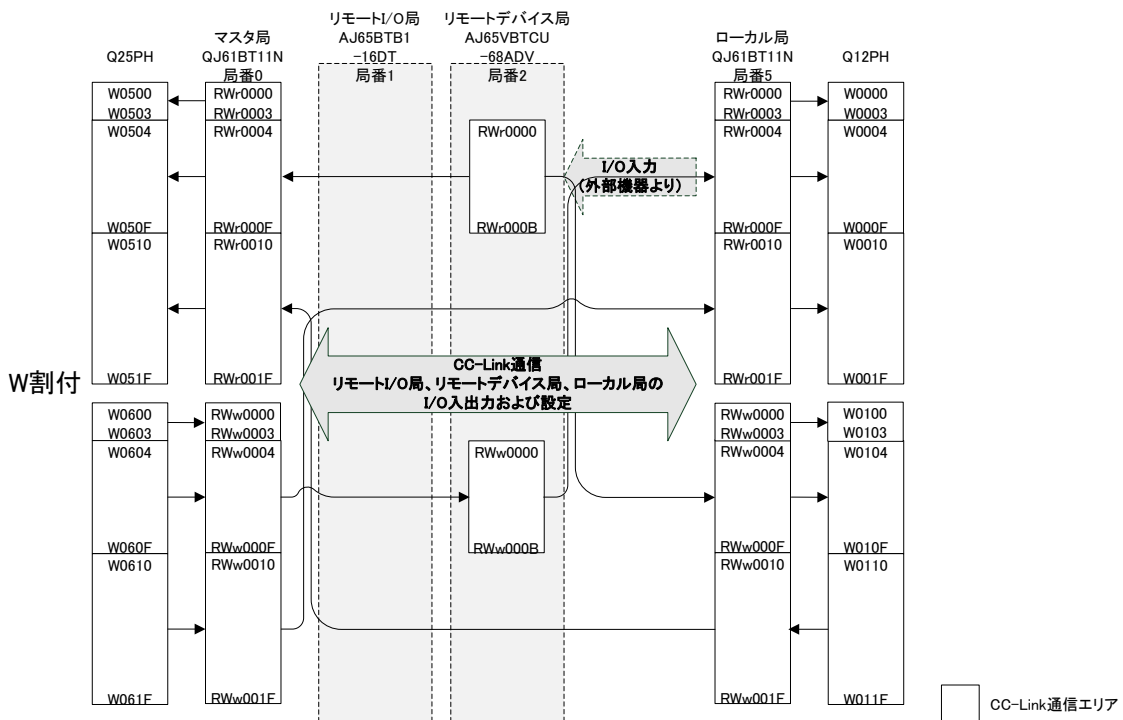 リモートI/O局
AJ65BTB1
-16DT
局番1
リモートデバイス局
AJ65VBTCU
-68ADV
局番2
Q25PH
マスタ局
QJ61BT11N
局番0
ローカル局
QJ61BT11N
局番5
Q12PH
W0500
W0503
W0504
W050F
W0510
W051F
RWr0000
RWr0003
RWr0004
RWr000F
RWr0010
RWr001F
RWr0000
RWr000B
I/O入力
(外部機器より)
RWr0000
RWr0003
RWr0004
RWr000F
RWr0010
RWr001F
W0000
W0003
W0004
W000F
W0010
W001F
W割付
CC-Link通信
リモートI/O局、リモートデバイス局、ローカル局の
I/O入出力および設定
W0600
W0603
W0604
W060F
W0610
W061F
RWw0000
RWw0003
RWw0004
RWw000F
RWw0010
RWw001F
RWw0000
RWw000B
RWw0000
RWw0003
RWw0004
RWw000F
RWw0010
RWw001F
W0100
W0103
W0104
W010F
W0110
W011F
CC-Link通信エリア